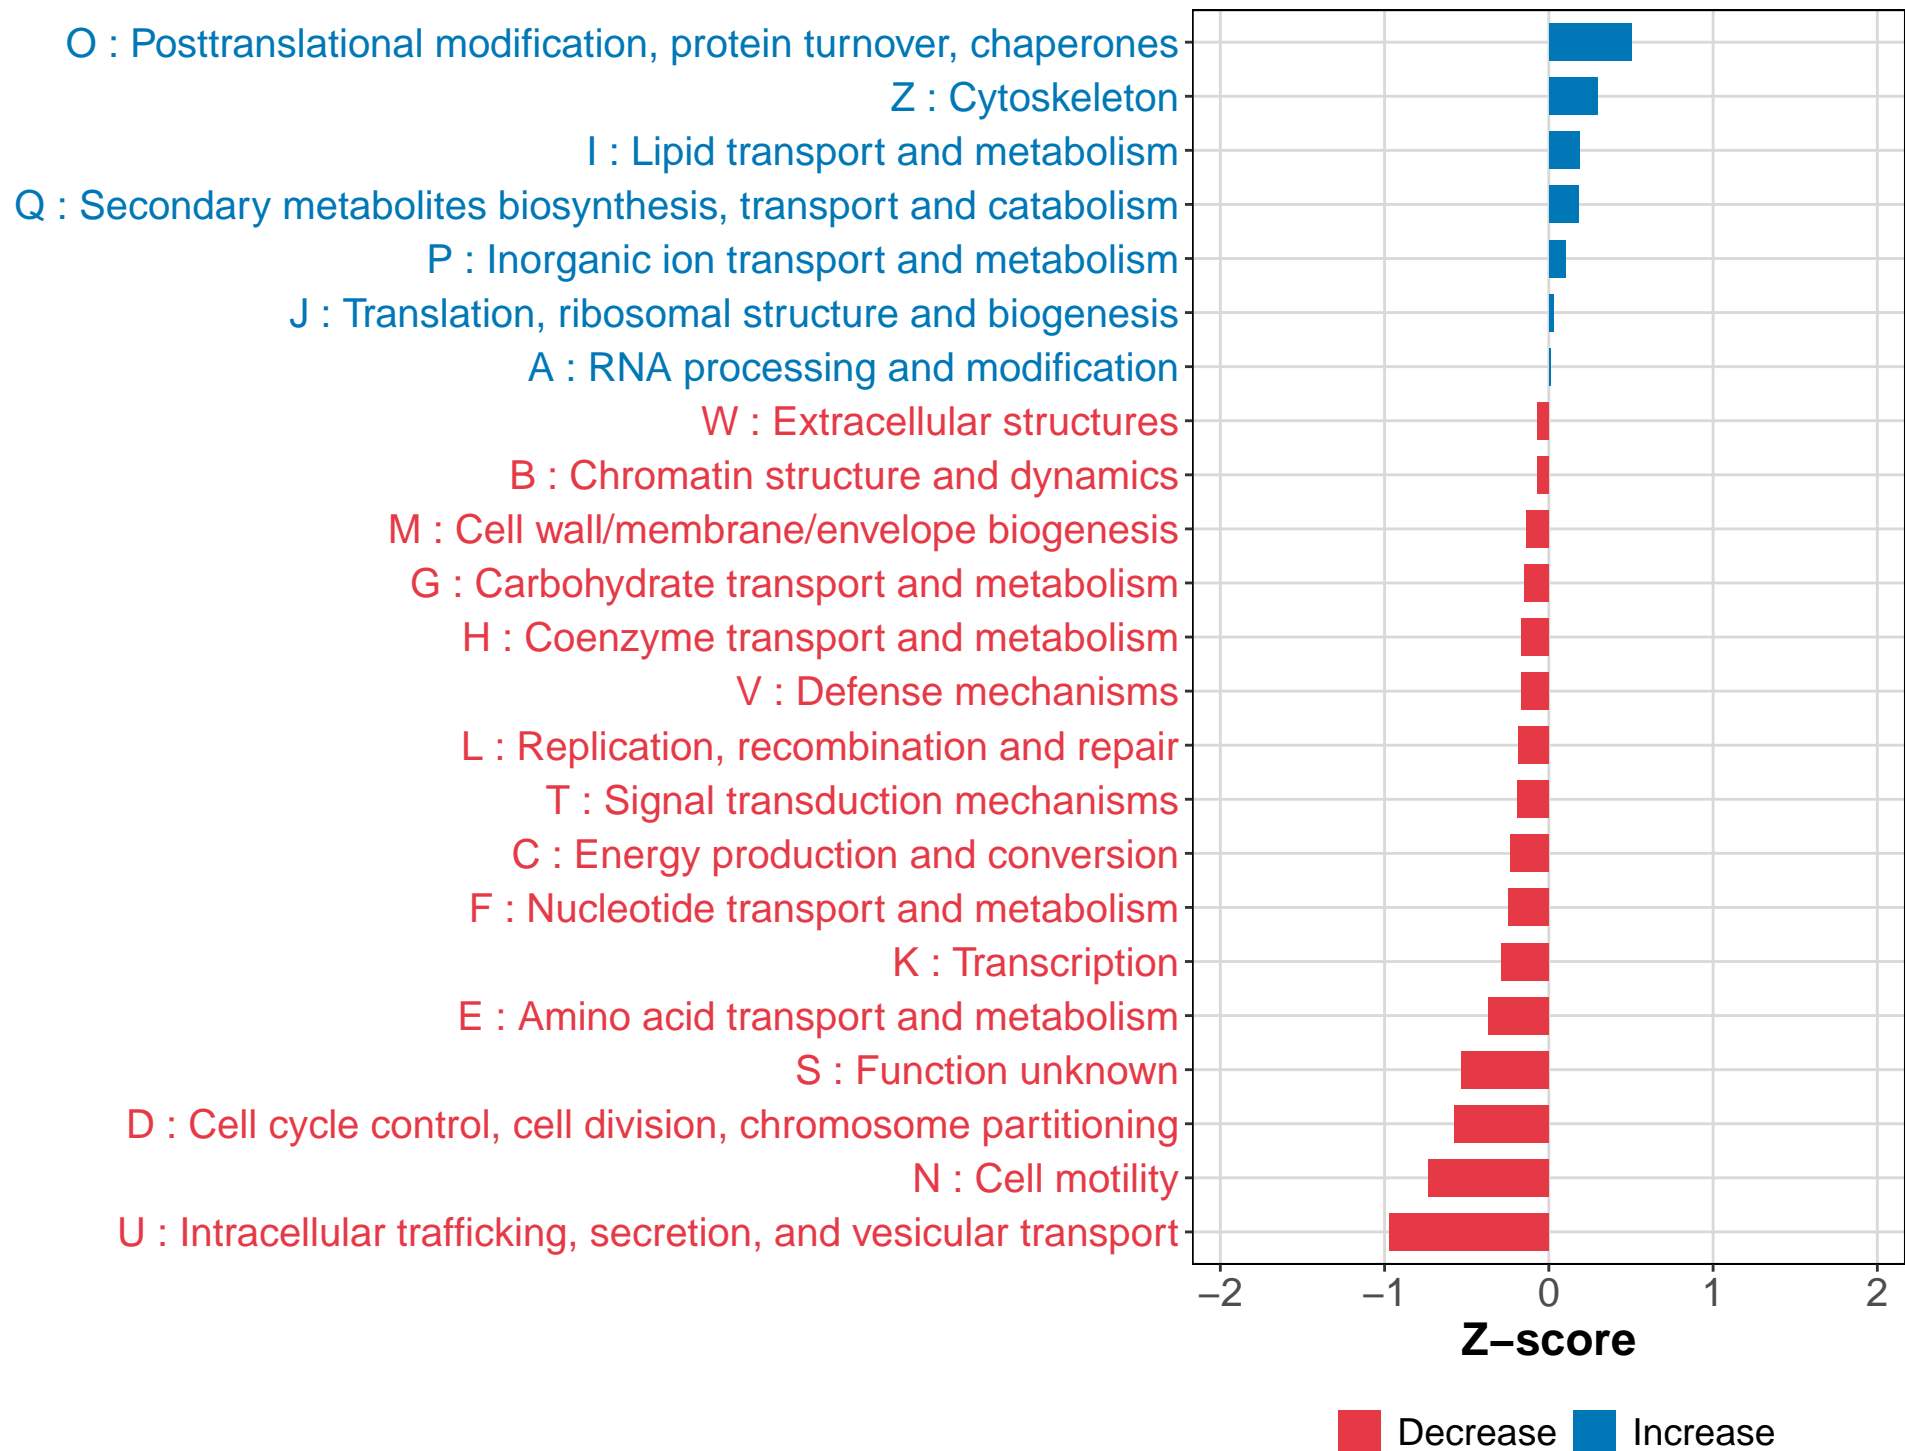 O : Posttranslational modification, protein turnover, chaperones
Z : Cytoskeleton
I : Lipid transport and metabolism
Q : Secondary metabolites biosynthesis, transport and catabolism
P : Inorganic ion transport and metabolism
J : Translation, ribosomal structure and biogenesis
A : RNA processing and modification
W : Extracellular structures
B : Chromatin structure and dynamics
M : Cell wall/membrane/envelope biogenesis
G : Carbohydrate transport and metabolism
H : Coenzyme transport and metabolism
V : Defense mechanisms
L : Replication, recombination and repair
T : Signal transduction mechanisms
C : Energy production and conversion
F : Nucleotide transport and metabolism
K : Transcription
E : Amino acid transport and metabolism
S : Function unknown
D : Cell cycle control, cell division, chromosome partitioning
N : Cell motility
U : Intracellular trafficking, secretion, and vesicular transport
−2 −1 0 1 2
Z−score
Decrease Increase